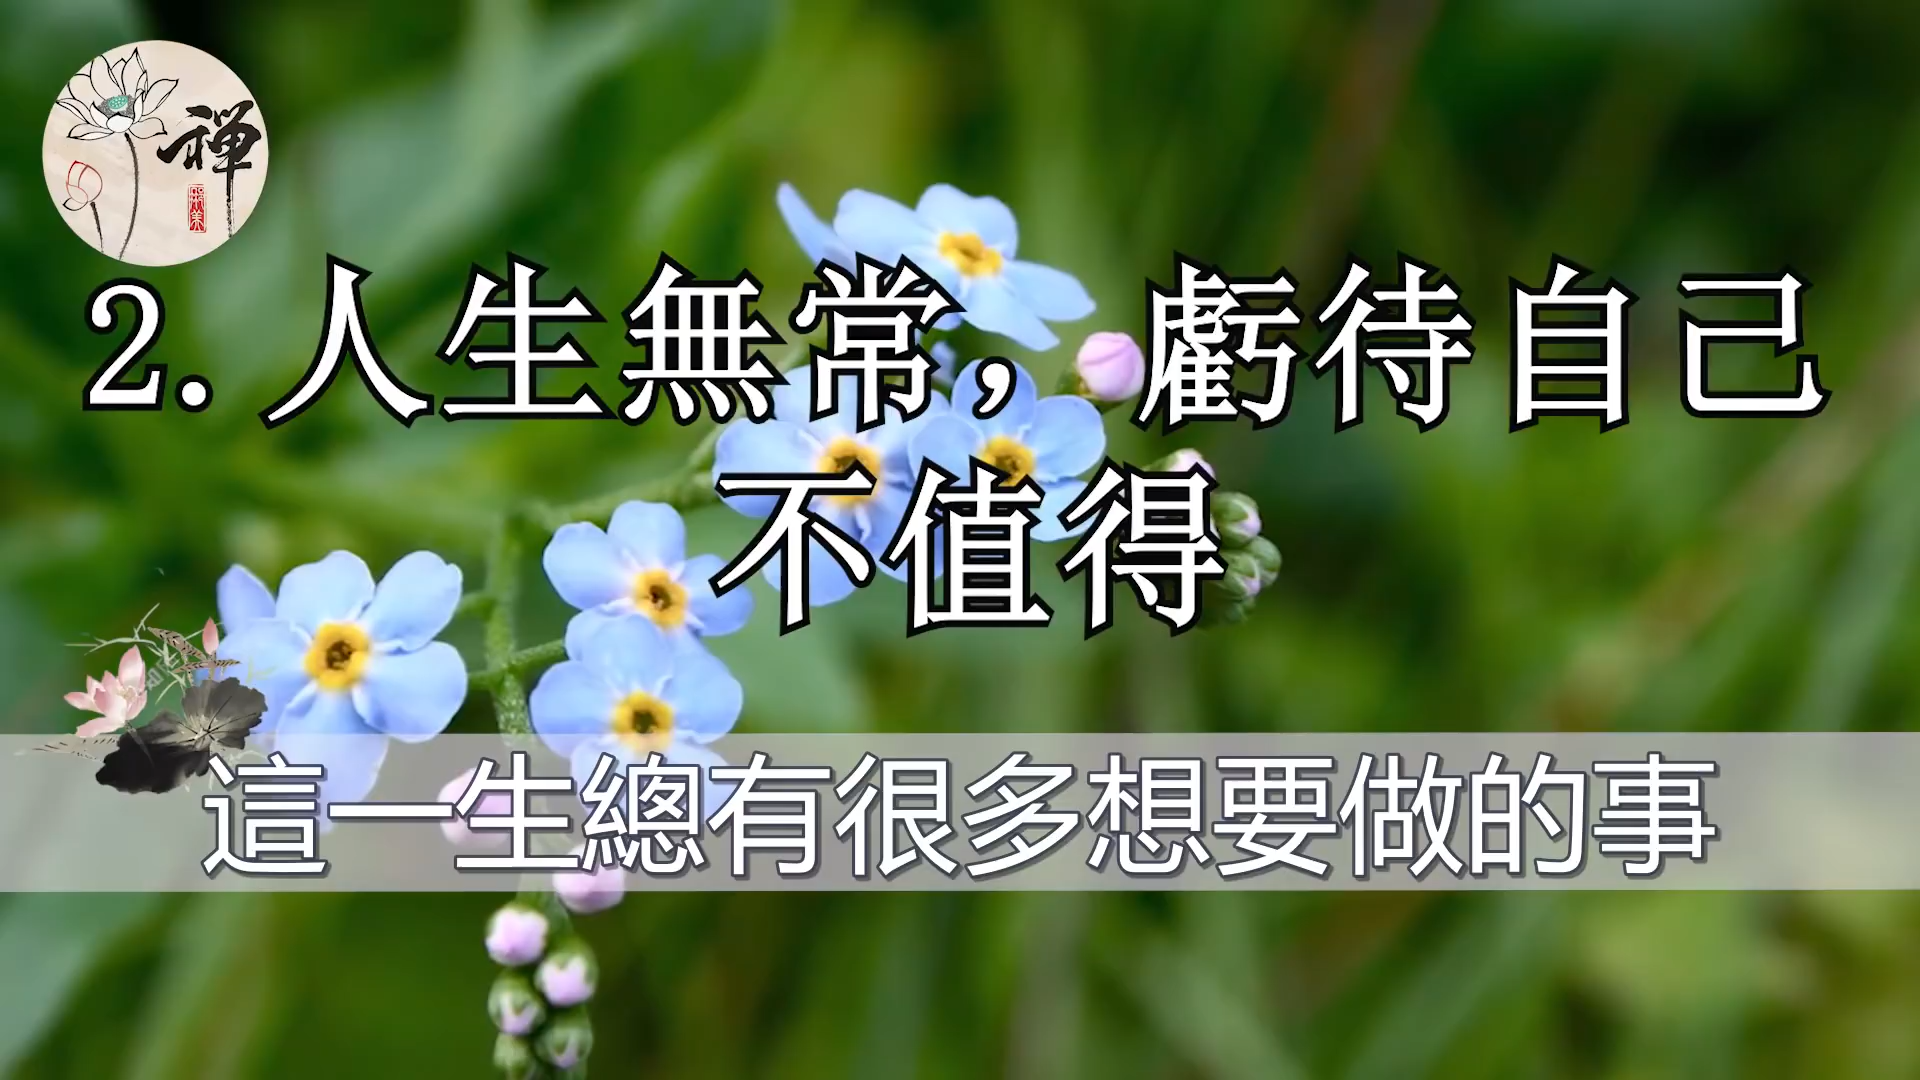 禅
2.人生無常，虧待自己
不值得
這一生總有很多想要做的事